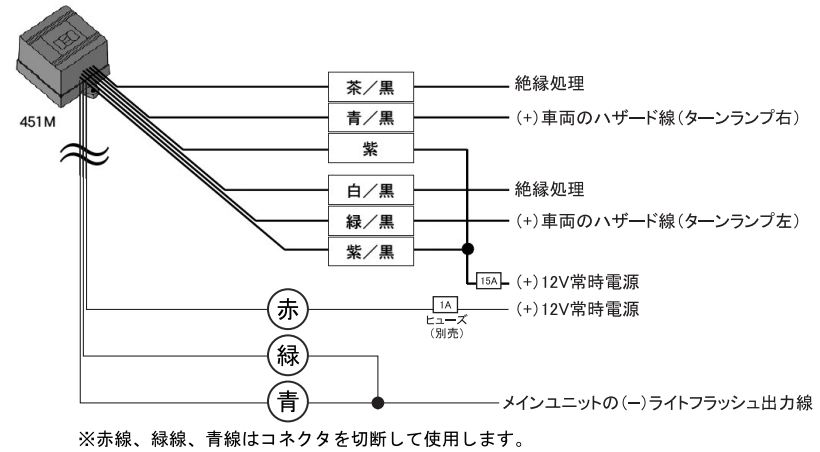 451M
茶／黒 絶縁処理
青／黒 (+)車両のハザード線(ターンランプ右)
紫
白／黒 絶縁処理
緑／黒 (+)車両のハザード線(ターンランプ左)
紫／黒
15A (+)12V常時電源
赤 1A (+)12V常時電源
ヒューズ
(別売)
緑
青 メインユニットの(ー)ライトフラッシュ出力線
※赤線、緑線、青線はコネクタを切断して使用します。